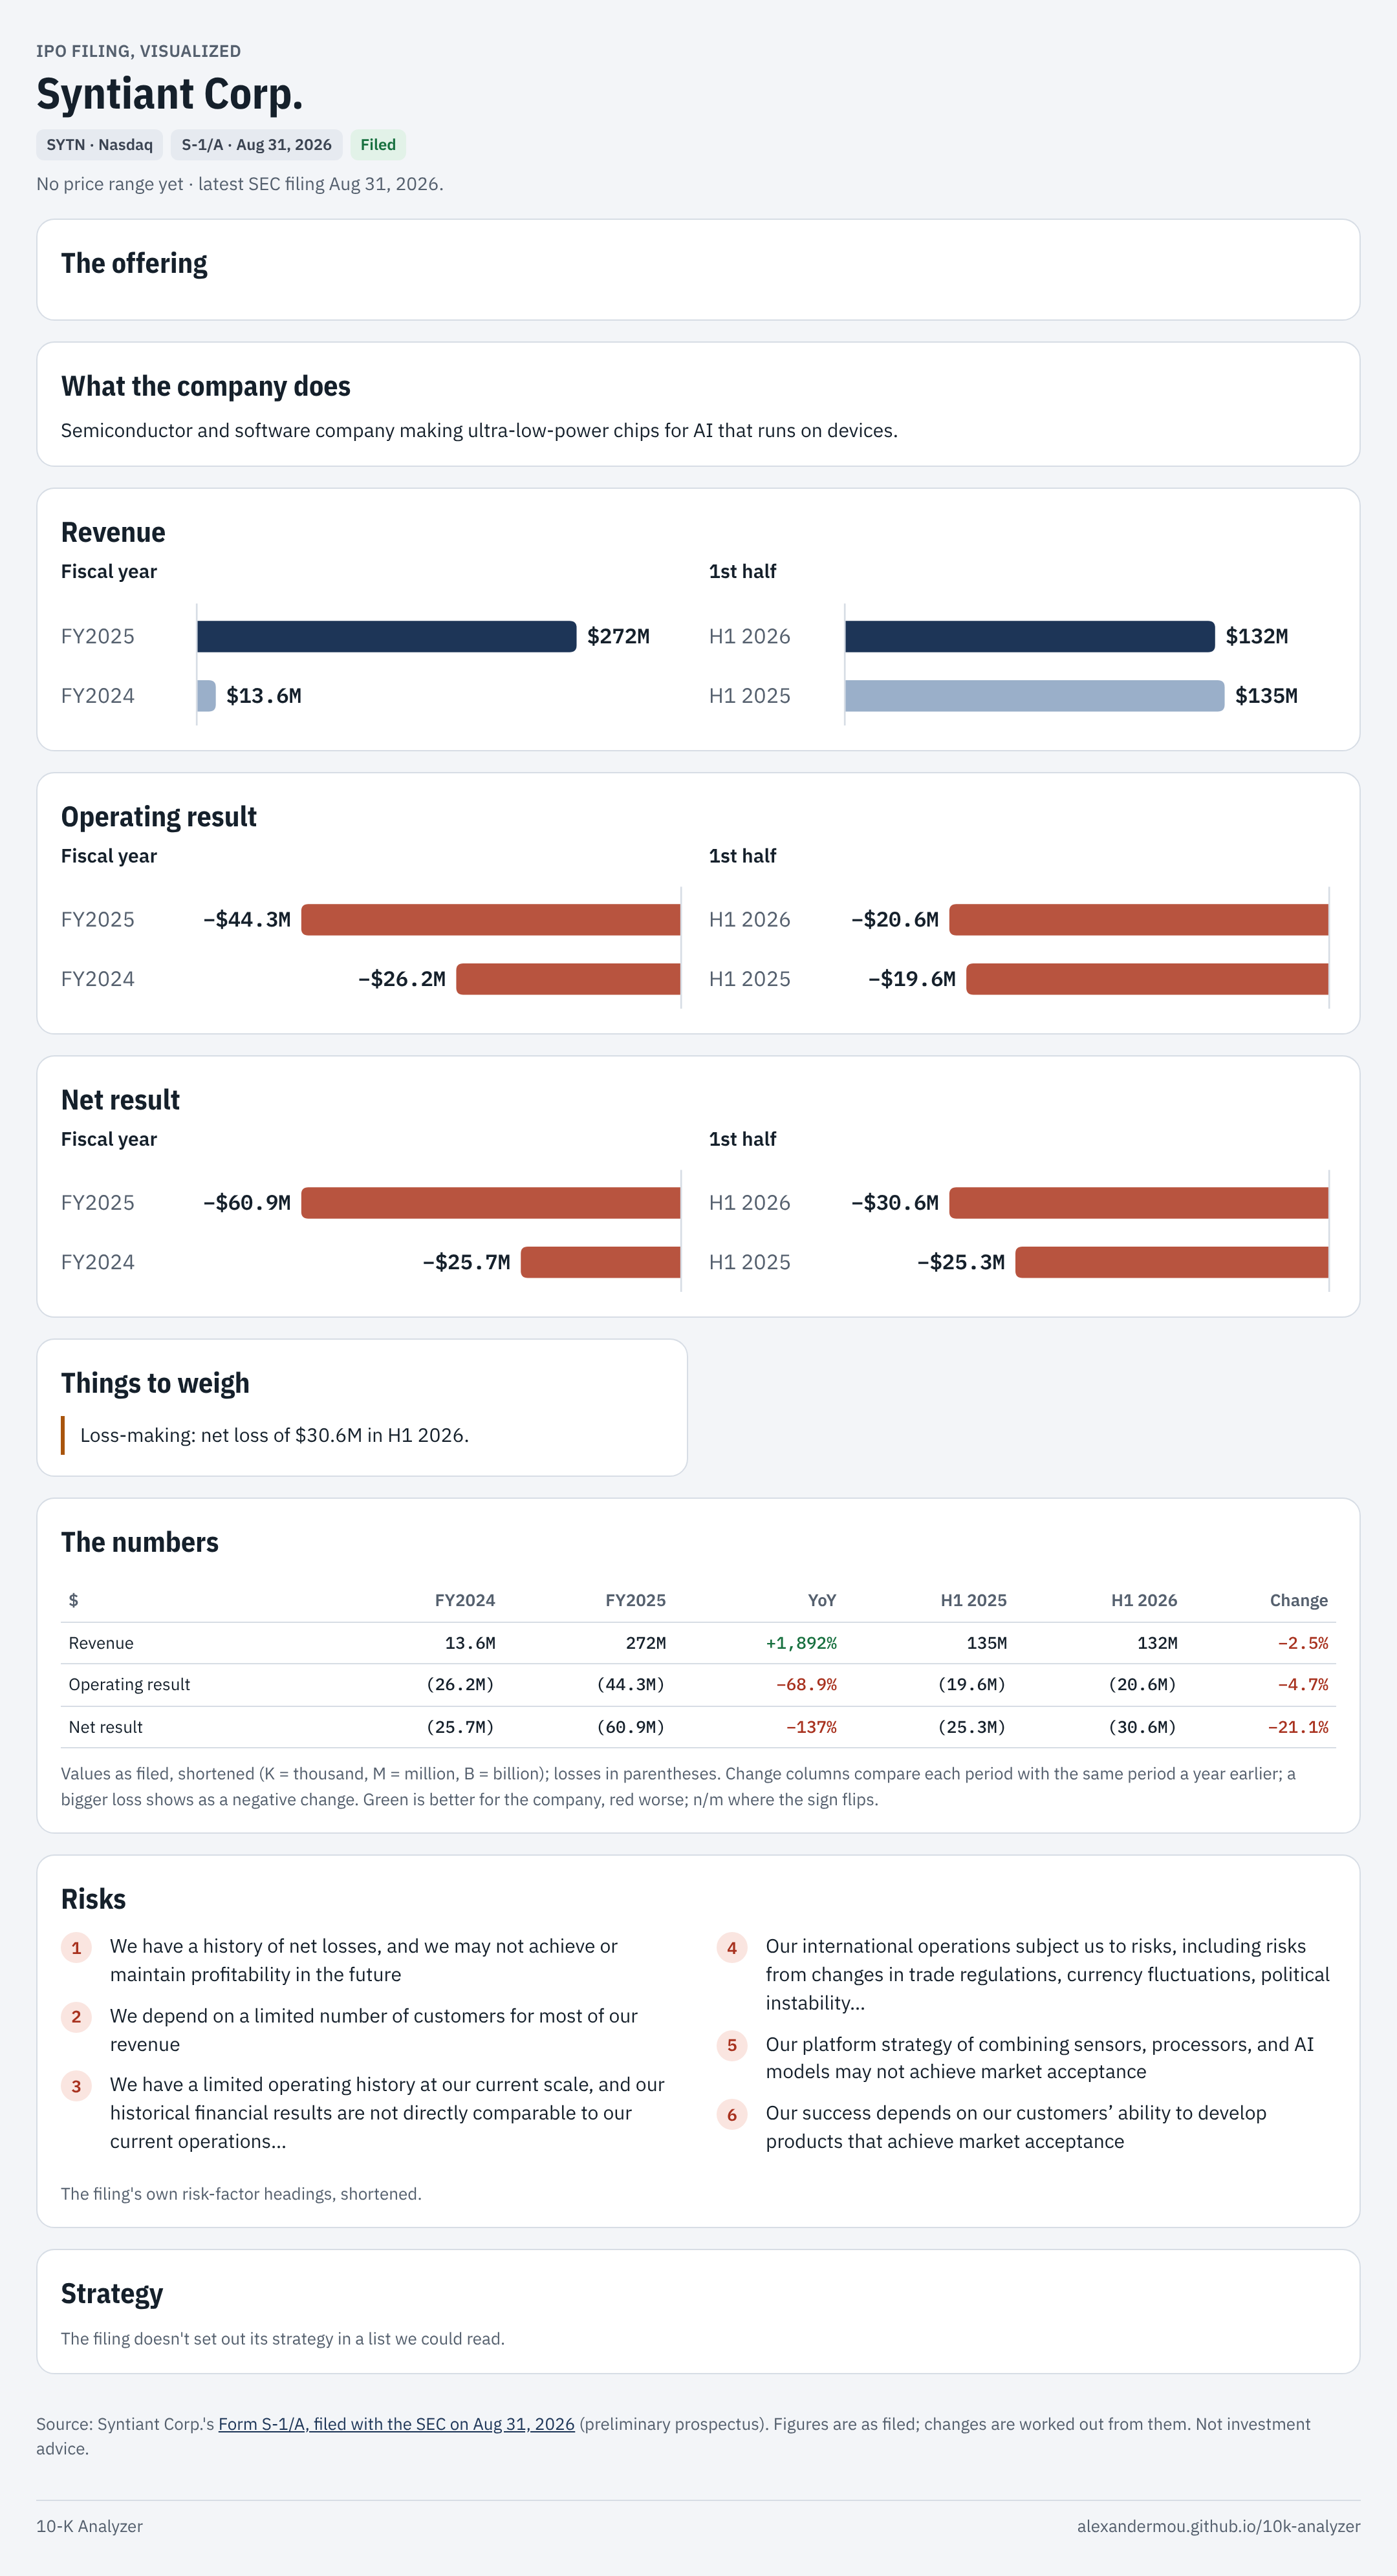 IPO FILING, VISUALIZED
Syntiant Corp.
SYTN · Nasdaq
S-1/A · Aug 31, 2026
Filed
No price range yet · latest SEC filing Aug 31, 2026.
The offering
What the company does
Semiconductor and software company making ultra-low-power chips for AI that runs on devices.
Revenue
Fiscal year
FY2025 $272M
FY2024 $13.6M
1st half
H1 2026 $132M
H1 2025 $135M
Operating result
Fiscal year
FY2025 −$44.3M
FY2024 −$26.2M
1st half
H1 2026 −$20.6M
H1 2025 −$19.6M
Net result
Fiscal year
FY2025 −$60.9M
FY2024 −$25.7M
1st half
H1 2026 −$30.6M
H1 2025 −$25.3M
Things to weigh
Loss-making: net loss of $30.6M in H1 2026.
The numbers
$ FY2024 FY2025 YoY H1 2025 H1 2026 Change
Revenue 13.6M 272M +1,892% 135M 132M −2.5%
Operating result (26.2M) (44.3M) −68.9% (19.6M) (20.6M) −4.7%
Net result (25.7M) (60.9M) −137% (25.3M) (30.6M) −21.1%
Values as filed, shortened (K = thousand, M = million, B = billion); losses in parentheses. Change columns compare each period with the same period a year earlier; a
bigger loss shows as a negative change. Green is better for the company, red worse; n/m where the sign flips.
Risks
1 We have a history of net losses, and we may not achieve or
maintain profitability in the future
2 We depend on a limited number of customers for most of our
revenue
3 We have a limited operating history at our current scale, and our
historical financial results are not directly comparable to our
current operations…
4 Our international operations subject us to risks, including risks
from changes in trade regulations, currency fluctuations, political
instability…
5 Our platform strategy of combining sensors, processors, and AI
models may not achieve market acceptance
6 Our success depends on our customers’ ability to develop
products that achieve market acceptance
The filing's own risk-factor headings, shortened.
Strategy
The filing doesn't set out its strategy in a list we could read.
Source: Syntiant Corp.'s Form S-1/A, filed with the SEC on Aug 31, 2026 (preliminary prospectus). Figures are as filed; changes are worked out from them. Not investment
advice.
10-K Analyzer
alexandermou.github.io/10k-analyzer